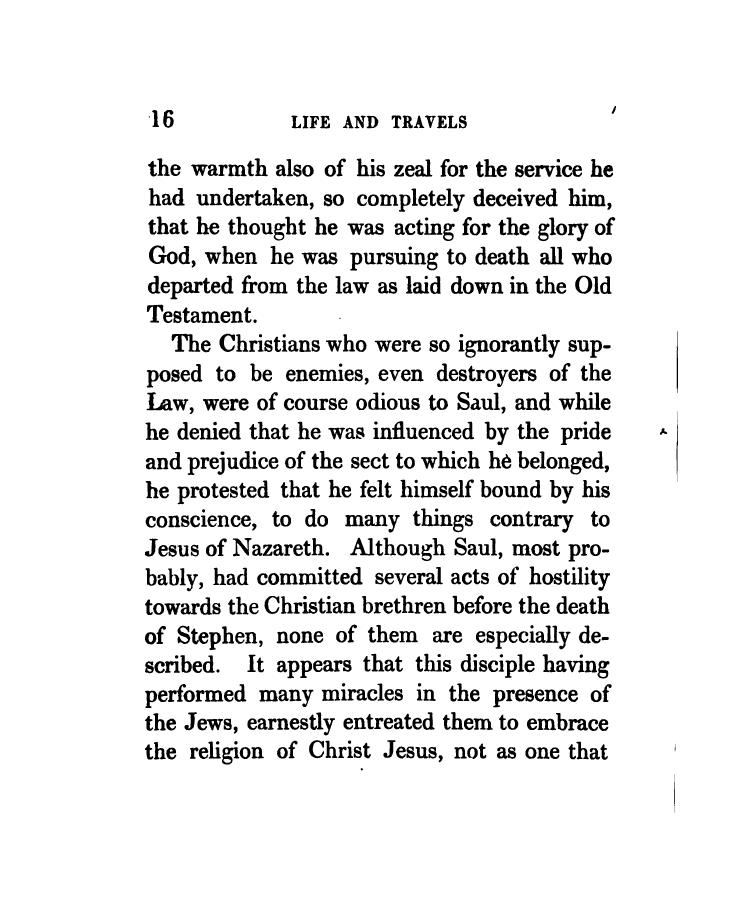 16 LIFE AND TRAVELS
the warmth also of his zeal for the service he
had undertaken, so completely deceived him,
that he thought he was acting for the glory of
God, when he was pursuing to death all who
departed from the law as laid down in the Old
Testament.
The Christians who were so ignorantly sup-
posed to be enemies, even destroyers of the
Law, were of course odious to Saul, and while
he denied that he was influenced by the pride
and prejudice of the sect to which he belonged,
he protested that he felt himself bound by his
conscience, to do many things contrary to
Jesus of Nazareth. Although Saul, most pro-
bably, had committed several acts of hostility
towards the Christian brethren before the death
of Stephen, none of them are especially de-
scribed. It appears that this disciple having
performed many miracles in the presence of
the Jews, earnestly entreated them to embrace
the religion of Christ Jesus, not as one that